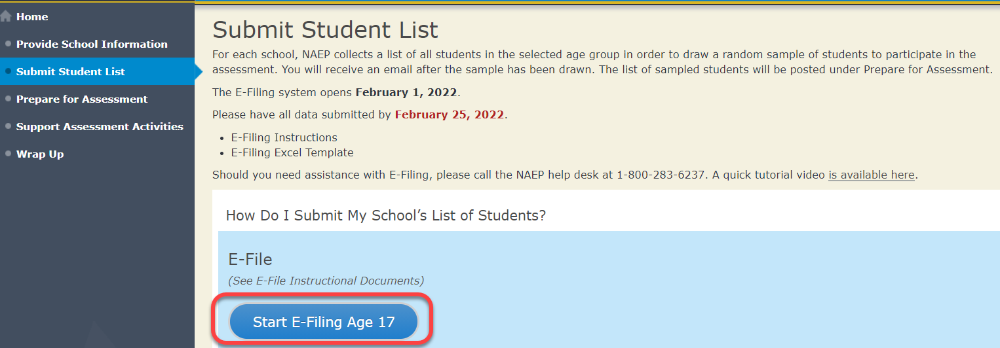 Home
Provide School Information
Submit Student List
Prepare for Assessment
Support Assessment Activities
Wrap Up
Submit Student List
For each school, NAEP collects a list of all students in the selected age group in order to draw a random sample of students to participate in the
assessment. You will receive an email after the sample has been drawn. The list of sampled students will be posted under Prepare for Assessment.
The E-Filing system opens February 1, 2022.
Please have all data submitted by February 25, 2022.
• E-Filing Instructions
• E-Filing Excel Template
Should you need assistance with E-Filing, please call the NAEP help desk at 1-800-283-6237. A quick tutorial video is available here.
How Do I Submit My School’s List of Students?
E-File
(See E-File Instructional Documents)
Start E-Filing Age 17